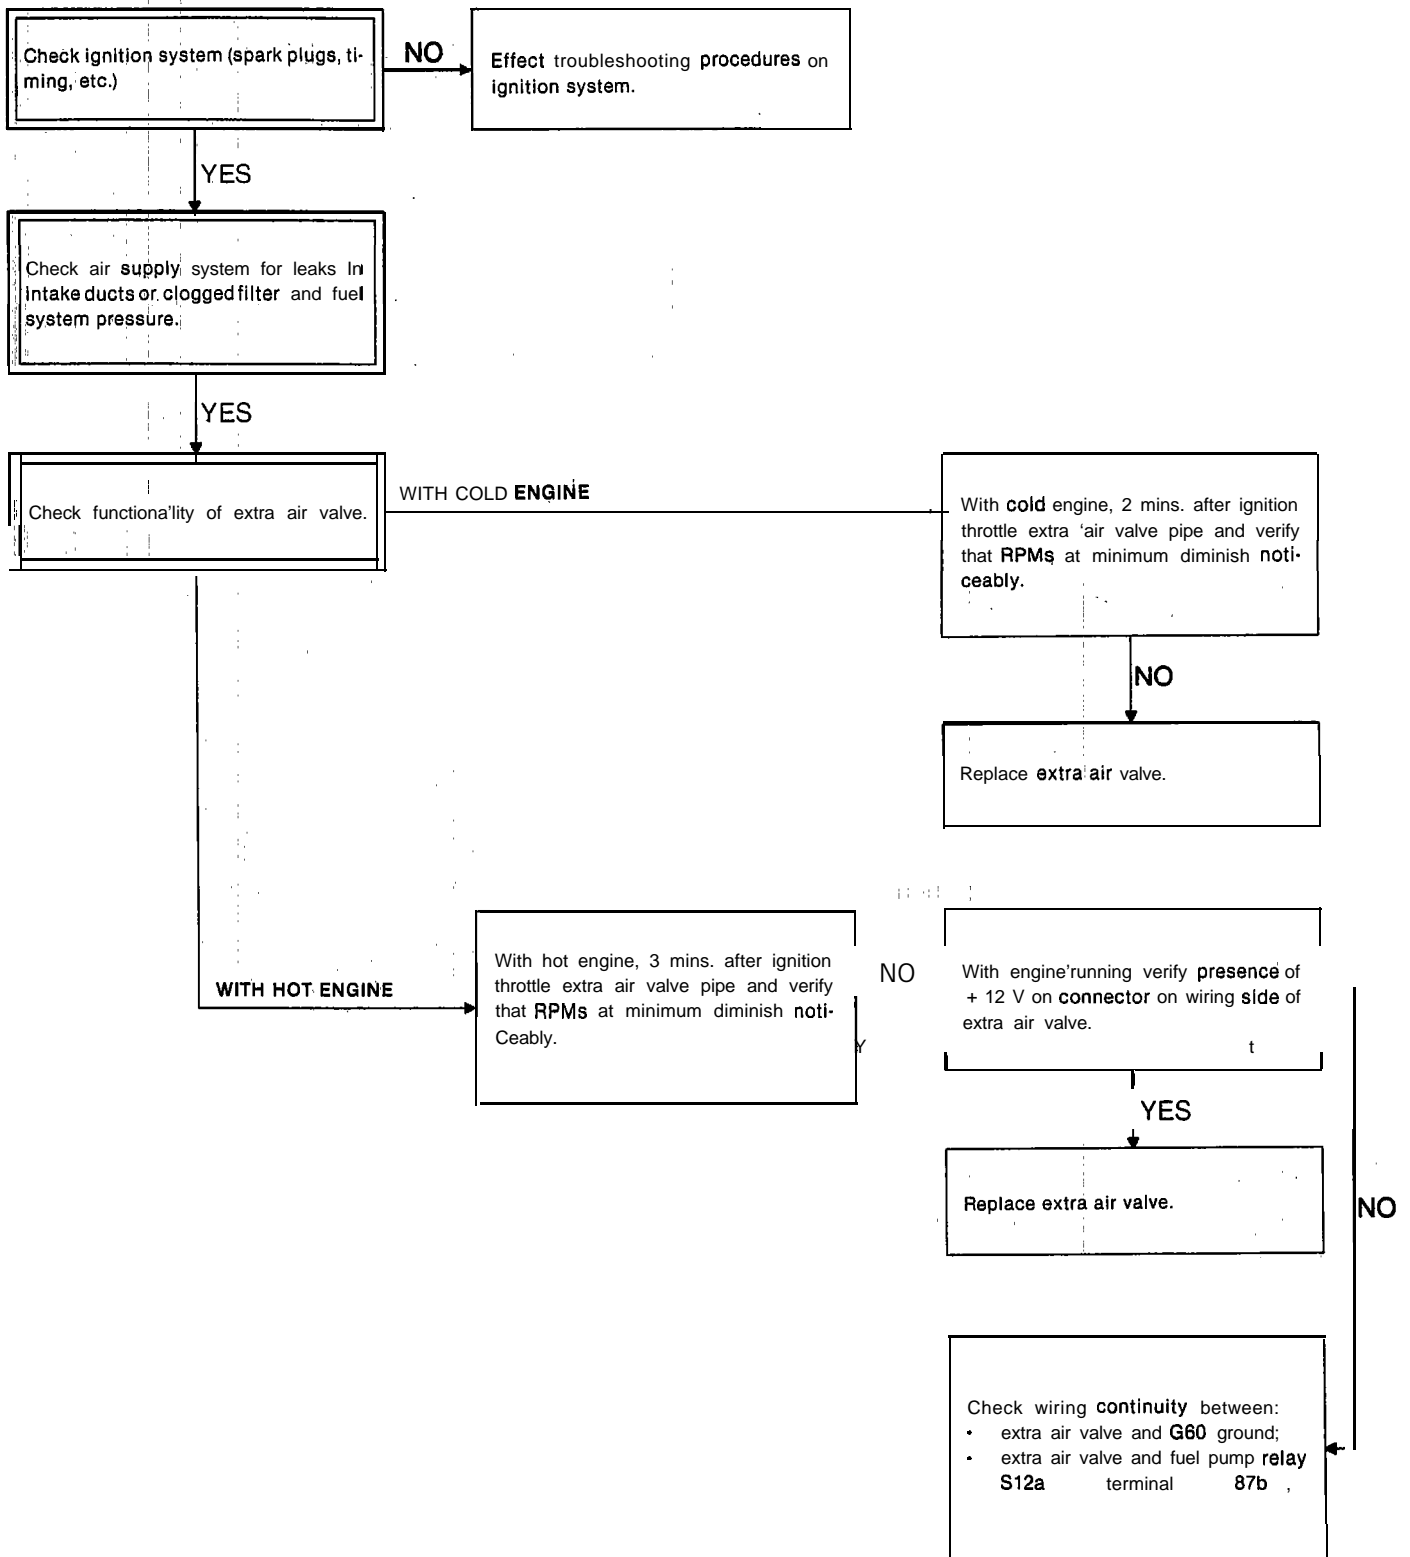 Check ignition system (spark plugs, ti-
ming, etc.)
NO
Effect troubleshooting procedures on
ignition system.
YES
Check air supply system for leaks In
intake ducts or clogged filter and fuel
system pressure.
YES
Check functiona'lity of extra air valve.
WITH COLD ENGINE
With cold engine, 2 mins. after ignition
throttle extra 'air valve pipe and verify
that RPMs at minimum diminish noti-
ceably.
NO
Replace extra air valve.
WITH HOT ENGINE
With hot engine, 3 mins. after ignition
throttle extra air valve pipe and verify
that RPMs at minimum diminish noti-
Ceably.
NO
Y
With engine'running verify presence of
+ 12 V on connector on wiring side of
extra air valve.
t
YES
Replace extra air valve.
NO
Check wiring continuity between:
• extra air valve and G60 ground;
• extra air valve and fuel pump relay
S12a terminal 87b ,